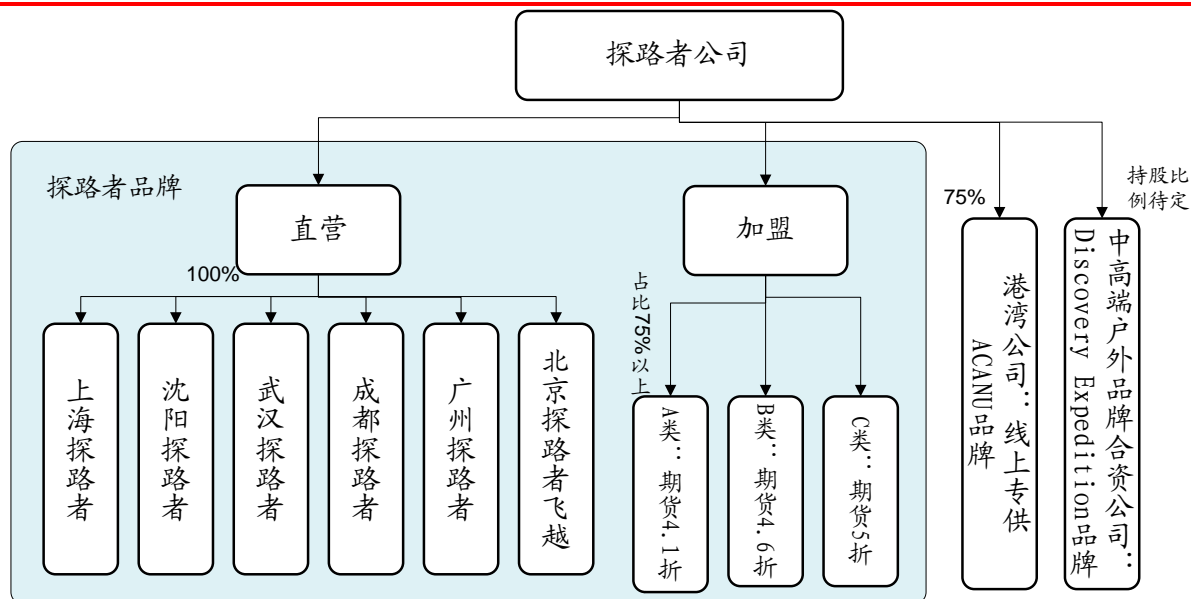 探路者公司
探路者品牌
直营
加盟
100%
占比75%以上
75%
持股比
例待定
上海探路者
沈阳探路者
武汉探路者
成都探路者
广州探路者
北京探路者飞越
A类：期货4.1折
B类：期货4.6折
C类：期货5折
港湾公司：线上专供
ACANU品牌
中高端户外品牌合资公司：
Discovery Expedition品牌